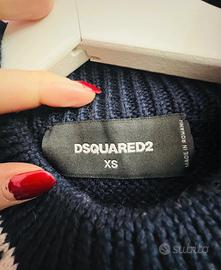 DSQUARED2
XS
MADE IN ROMANIA
subito